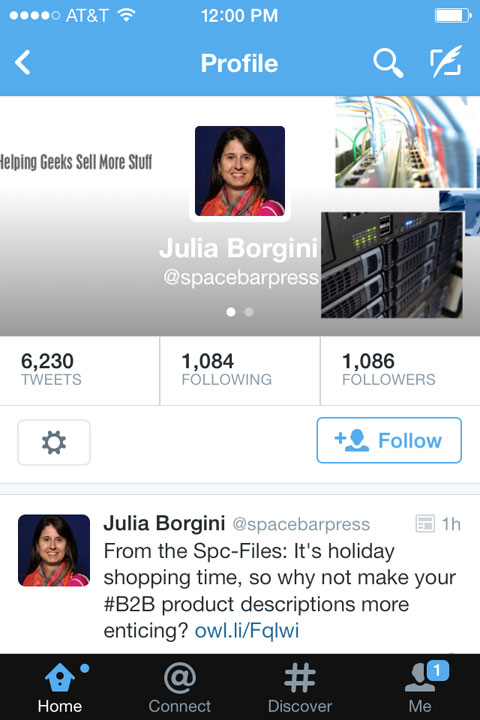 AT&T 12:00 PM
Profile
Helping Geeks Sell More Stuff
Julia Borgini
@spacebarpress
6,230 1,084 1,086
TWEETS FOLLOWING FOLLOWERS
Follow
Julia Borgini @spacebarpress 1h
From the Spc-Files: It's holiday
shopping time, so why not make your
#B2B product descriptions more
enticing? owl.li/Fqlwi
1
Home Connect Discover Me